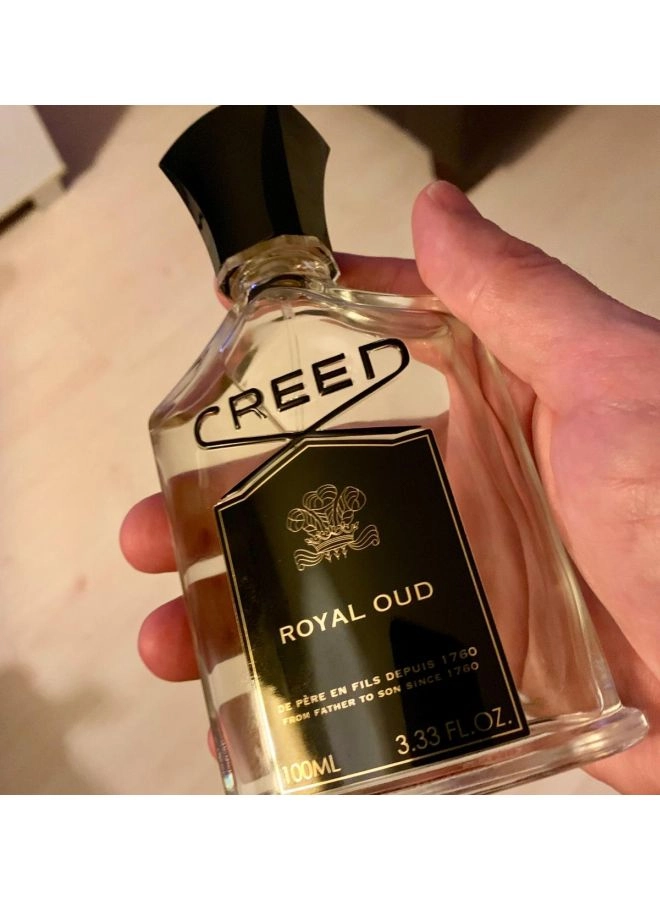 CREED
ROYAL OUD
DE PÈRE EN FILS DEPUIS 1760
FROM FATHER TO SON SINCE 1760
100ML 3.33 FL.OZ.